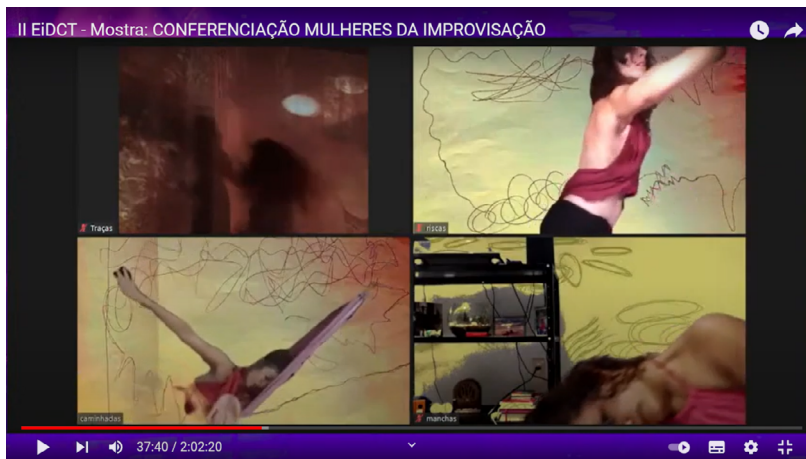 II EiDCT - Mostra: CONFERENCIAÇÃO MULHERES DA IMPROVISAÇÃO
Traças
riscas
caminhadas
manchas
37:40 / 2:02:20